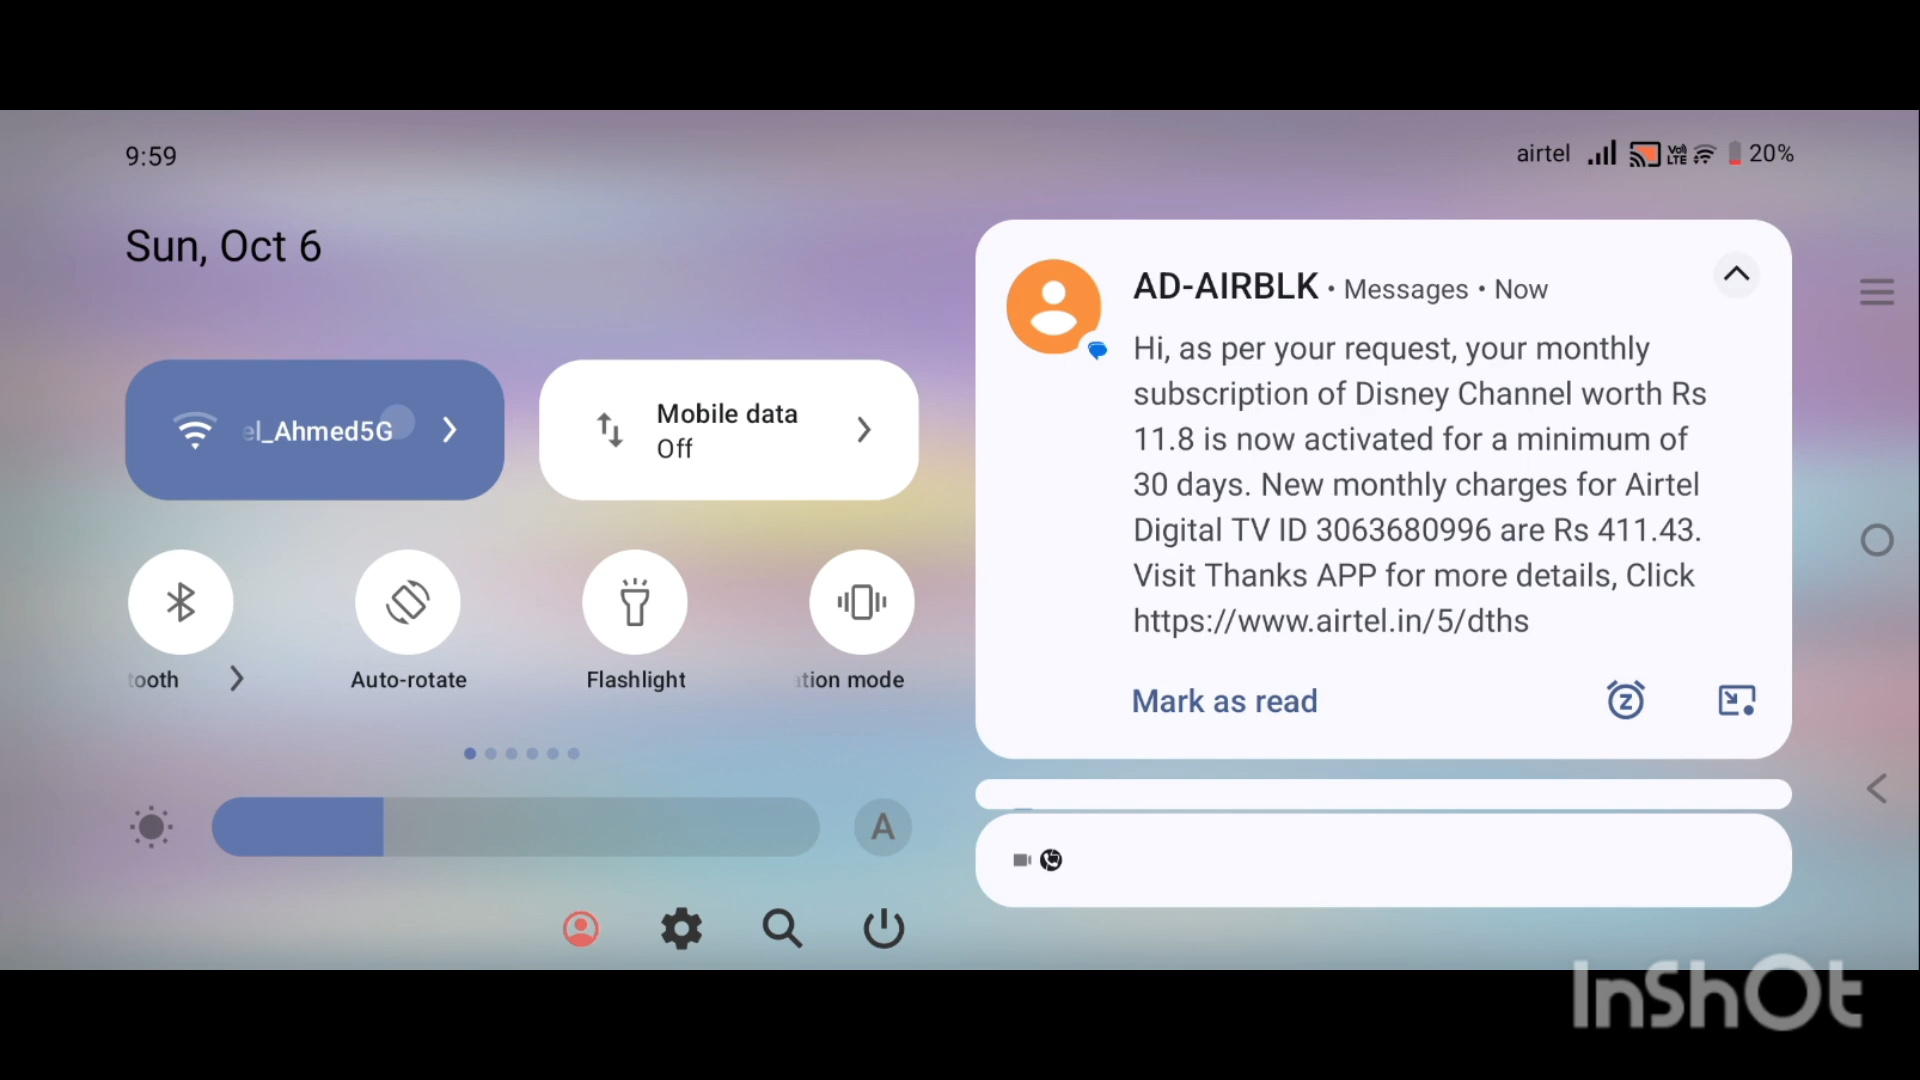 9:59
airtel
Vo)
LTE
20%
Sun, Oct 6
el_Ahmed5G
Mobile data
Off
tooth
Auto-rotate
Flashlight
tion mode
A
AD-AIRBLK • Messages • Now
Hi, as per your request, your monthly
subscription of Disney Channel worth Rs
11.8 is now activated for a minimum of
30 days. New monthly charges for Airtel
Digital TV ID 3063680996 are Rs 411.43.
Visit Thanks APP for more details, Click
https://www.airtel.in/5/dths
Mark as read
InShOt